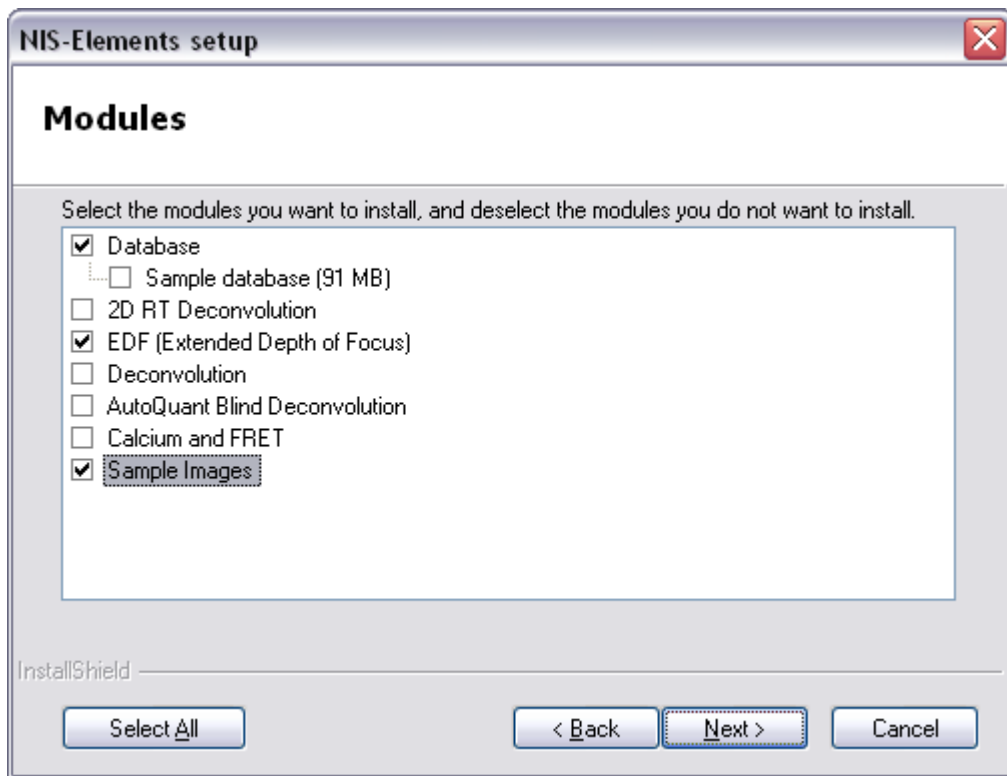 NIS-Elements setup
Modules
Select the modules you want to install, and deselect the modules you do not want to install.
Database
Sample database (91 MB)
2D RT Deconvolution
EDF (Extended Depth of Focus)
Deconvolution
AutoQuant Blind Deconvolution
Calcium and FRET
Sample Images
InstallShield
Select All < Back Next > Cancel